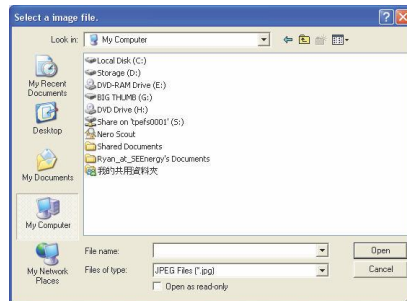 Select a image file.
Look in: My Computer
My Recent Documents
Desktop
My Documents
My Computer
My Network Places
Local Disk (C:)
Storage (D:)
DVD-RAM Drive (E:)
BIG THUMB (G:)
DVD Drive (H:)
Share on 'tpefs0001' (S:)
Nero Scout
Shared Documents
Ryan_at_SEEnergy's Documents
我的共用資料夾
File name:
Open
Files of type: JPEG Files (*.jpg)
Cancel
Open as read-only